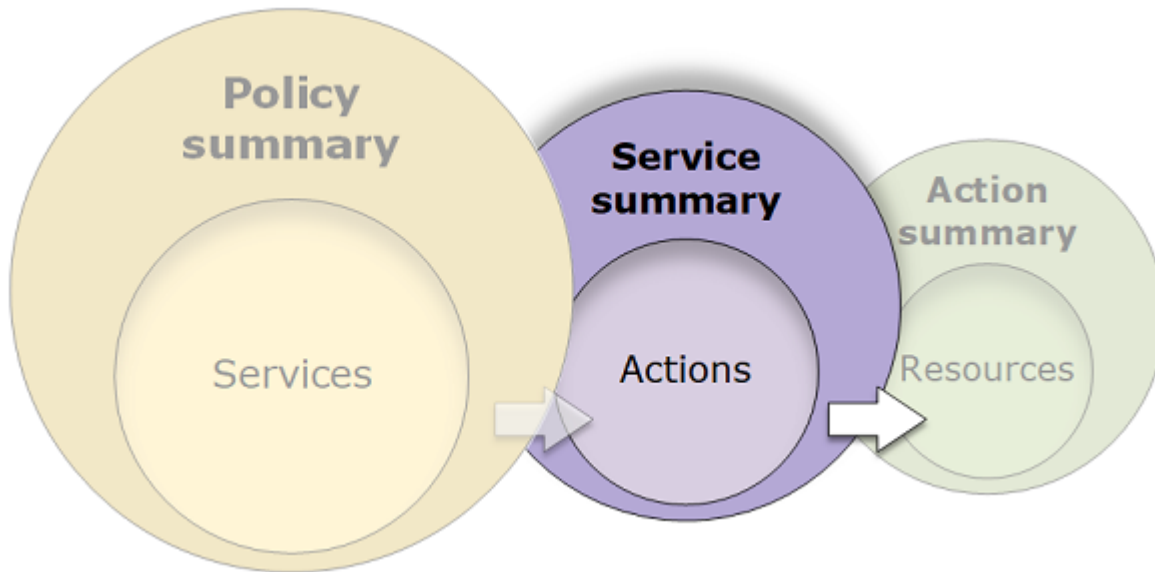 Policy
summary
Services
Service
summary
Actions
Action
summary
Resources